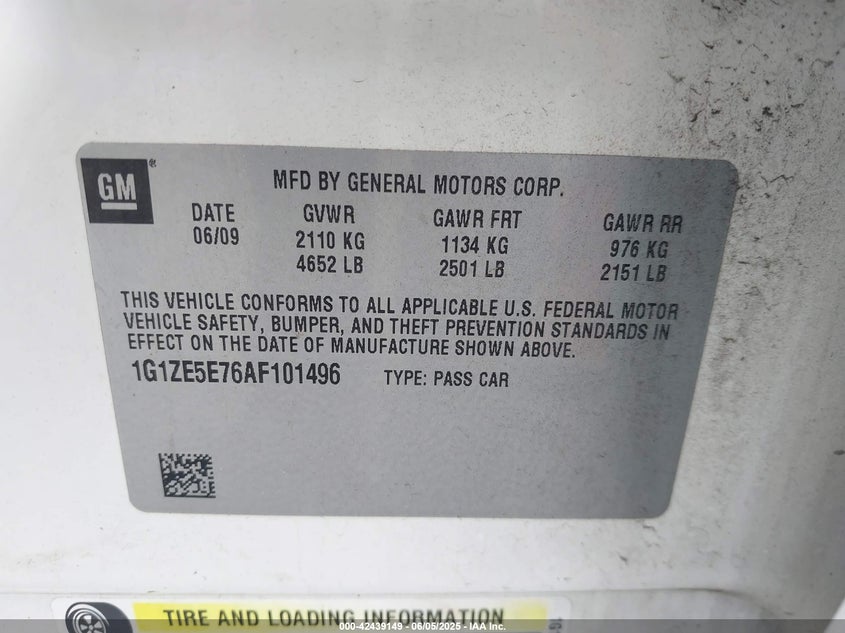 GM
MFD BY GENERAL MOTORS CORP.
DATE GVWR GAWR FRT GAWR RR
06/09 2110 KG 1134 KG 976 KG
4652 LB 2501 LB 2151 LB
THIS VEHICLE CONFORMS TO ALL APPLICABLE U.S. FEDERAL MOTOR
VEHICLE SAFETY, BUMPER, AND THEFT PREVENTION STANDARDS IN
EFFECT ON THE DATE OF MANUFACTURE SHOWN ABOVE.
1G1ZE5E76AF101496 TYPE: PASS CAR
TIRE AND LOADING INFORMATION
000-42439149 - 06/05/2025 - IAA Inc.